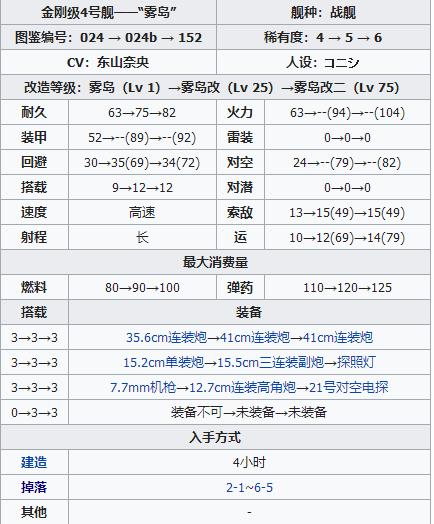 金刚级4号舰——“雾岛” 舰种：战舰
图鉴编号：024 → 024b → 152 稀有度：4 → 5 → 6
CV：东山奈央 人设：コニシ
改造等级：雾岛（Lv 1）→雾岛改（Lv 25）→雾岛改二（Lv 75）
耐久 63→75→82 火力 63→--(94)→--(104)
装甲 52→--(89)→--(92) 雷装 0→0→0
回避 30→35(69)→34(72) 对空 24→--(79)→--(82)
搭载 9→12→12 对潜 0→0→0
速度 高速 索敌 13→15(49)→15(49)
射程 长 运 10→12(69)→14(79)
最大消费量
燃料 80→90→100 弹药 110→120→125
搭载 装备
3→3→3 35.6cm连装炮→41cm连装炮→41cm连装炮
3→3→3 15.2cm单装炮→15.5cm三连装副炮→探照灯
3→3→3 7.7mm机枪→12.7cm连装高角炮→21号对空电探
0→3→3 装备不可→未装备→未装备
入手方式
建造 4小时
掉落 2-1~6-5
其他 -